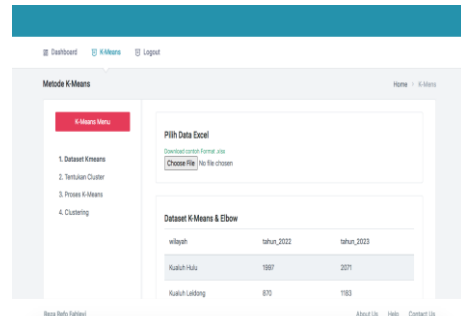 Dashboard K-Means Logout
Metode K-Means Home > K-Means
K-Means Menu
1. Dataset Kmeans
2. Tentukan Cluster
3. Proses K-Means
4. Clustering
Pilih Data Excel
Download contoh Format .xlsx
Choose File No file chosen
Dataset K-Means & Elbow
wilayah tahun_2022 tahun_2023
Kualuh Hulu 1997 2071
Kualuh Leidong 870 1183
About Us Help Contact Us